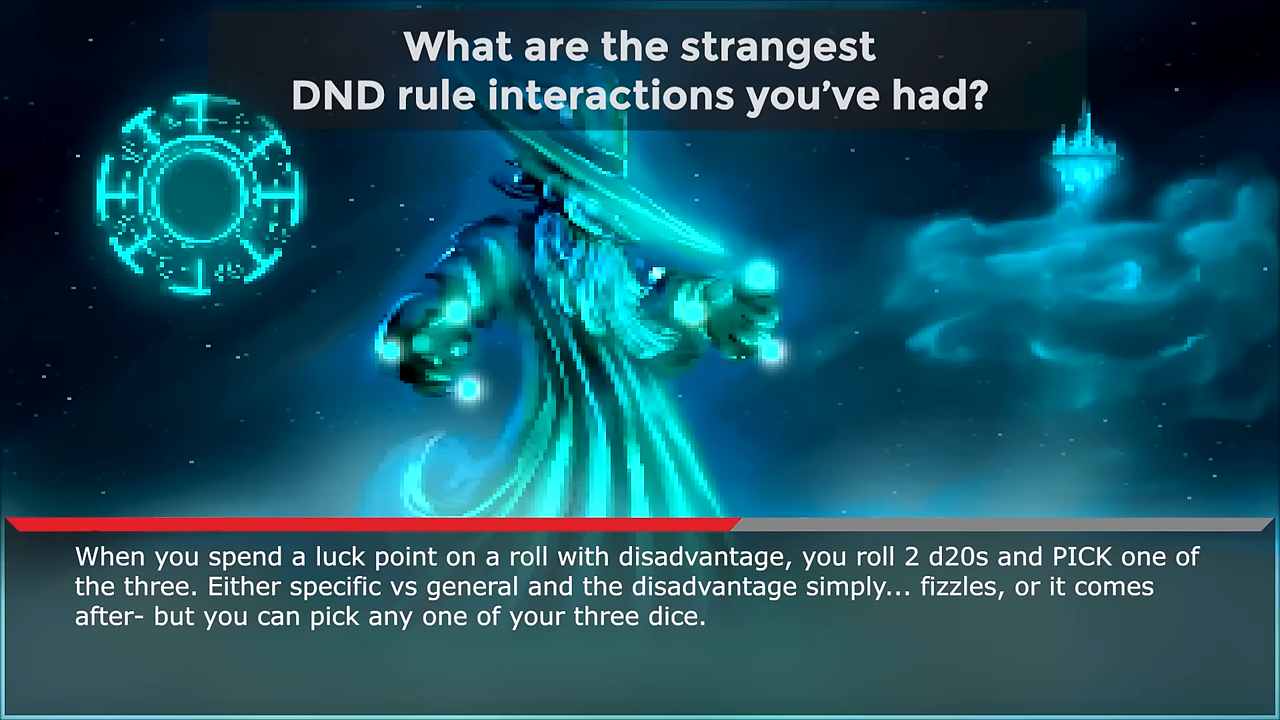 What are the strangest
DND rule interactions you’ve had?
When you spend a luck point on a roll with disadvantage, you roll 2 d20s and PICK one of
the three. Either specific vs general and the disadvantage simply... fizzles, or it comes
after- but you can pick any one of your three dice.